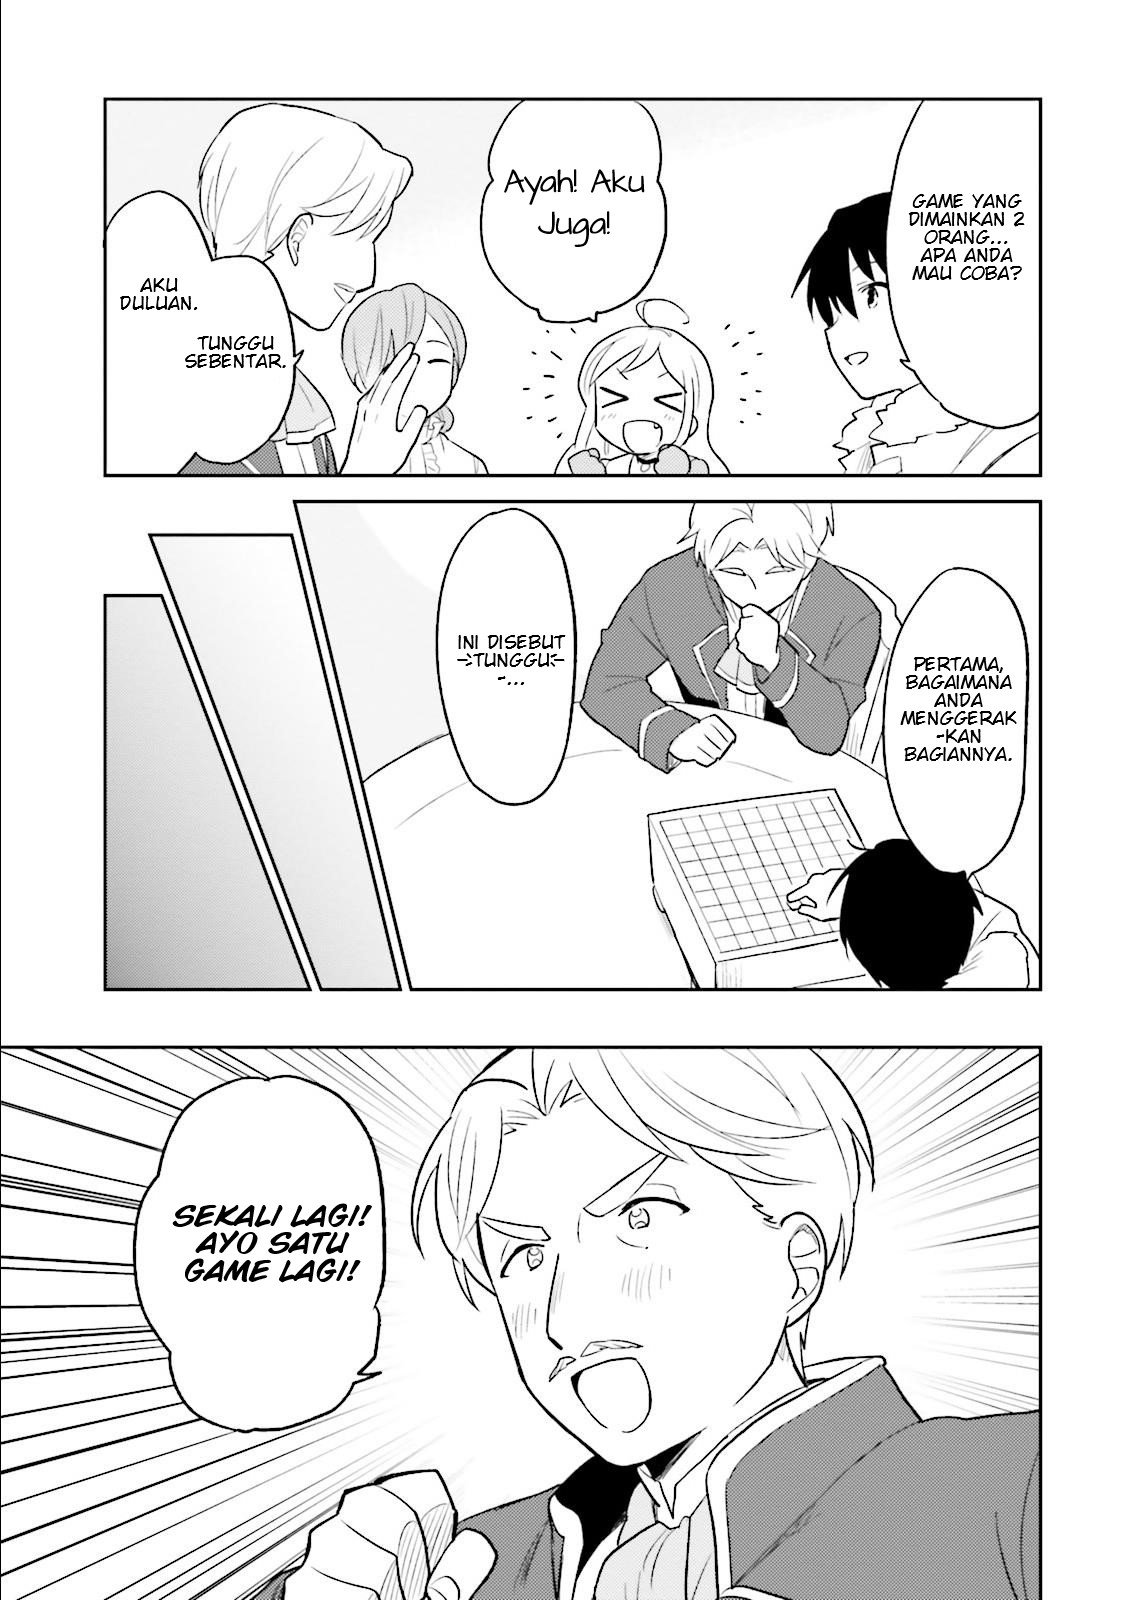 GAME YANG
DIMAINKAN 2
ORANG...
APA ANDA
MAU COBA?
Ayah! Aku
Juga!
AKU
DULUAN.
TUNGGU
SEBENTAR.
PERTAMA,
BAGAIMANA
ANDA
MENGGERAK
-KAN
BAGIANNYA.
INI DISEBUT
->TUNGGU<-
-...
SEKALI LAGI!
AYO SATU
GAME LAGI!